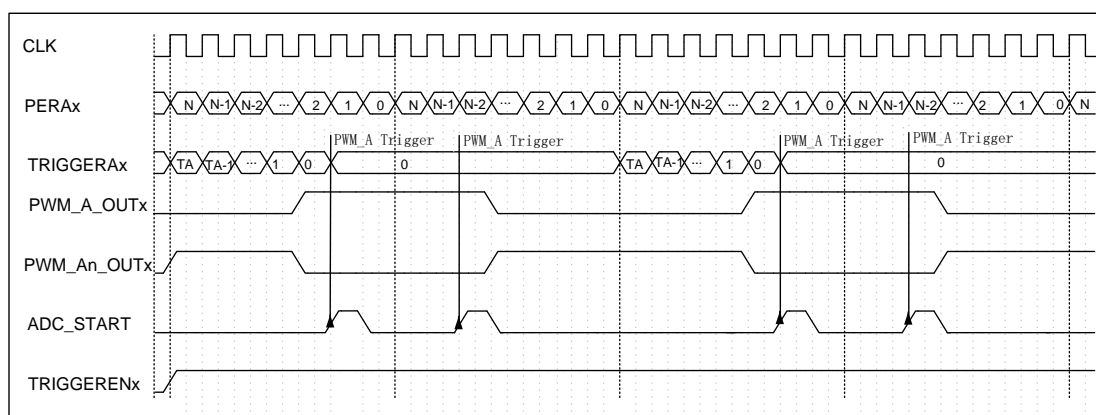 CLK
PERAx N N-1 N-2 ... 2 1 0 N N-1 N-2 ... 2 1 0 N N-1 N-2 ... 2 1 0 N N-1 N-2 ... 2 1 0 N
PWM_A Trigger PWM_A Trigger PWM_A Trigger PWM_A Trigger
TRIGGERAx TA TA-1 ... 1 0 0 TA TA-1 ... 1 0 0
PWM_A_OUTx
PWM_An_OUTx
ADC_START
TRIGGERENx